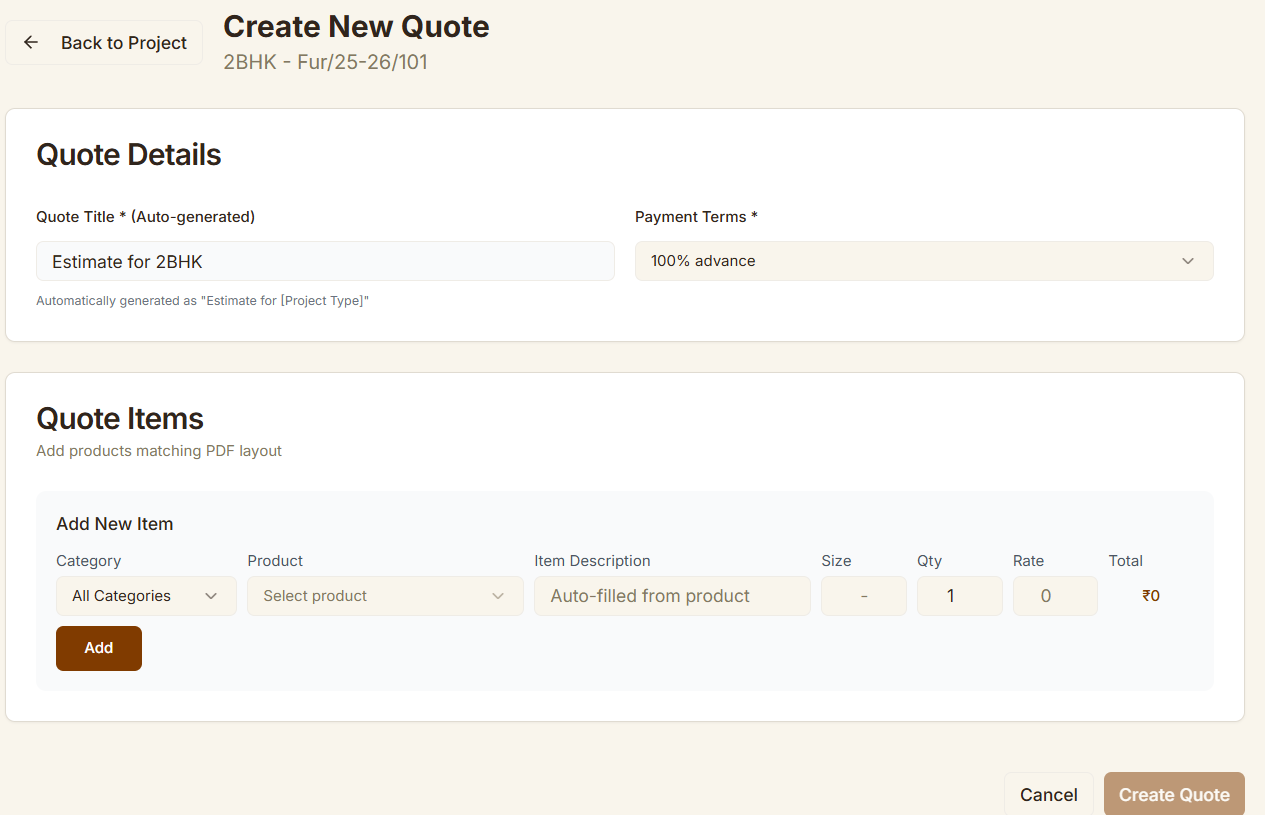 Back to Project
Create New Quote
2BHK - Fur/25-26/101
Quote Details
Quote Title * (Auto-generated)
Payment Terms *
Estimate for 2BHK
100% advance
Automatically generated as "Estimate for [Project Type]"
Quote Items
Add products matching PDF layout
Add New Item
Category Product Item Description Size Qty Rate Total
All Categories Select product Auto-filled from product - 1 0 ₹0
Add
Cancel Create Quote